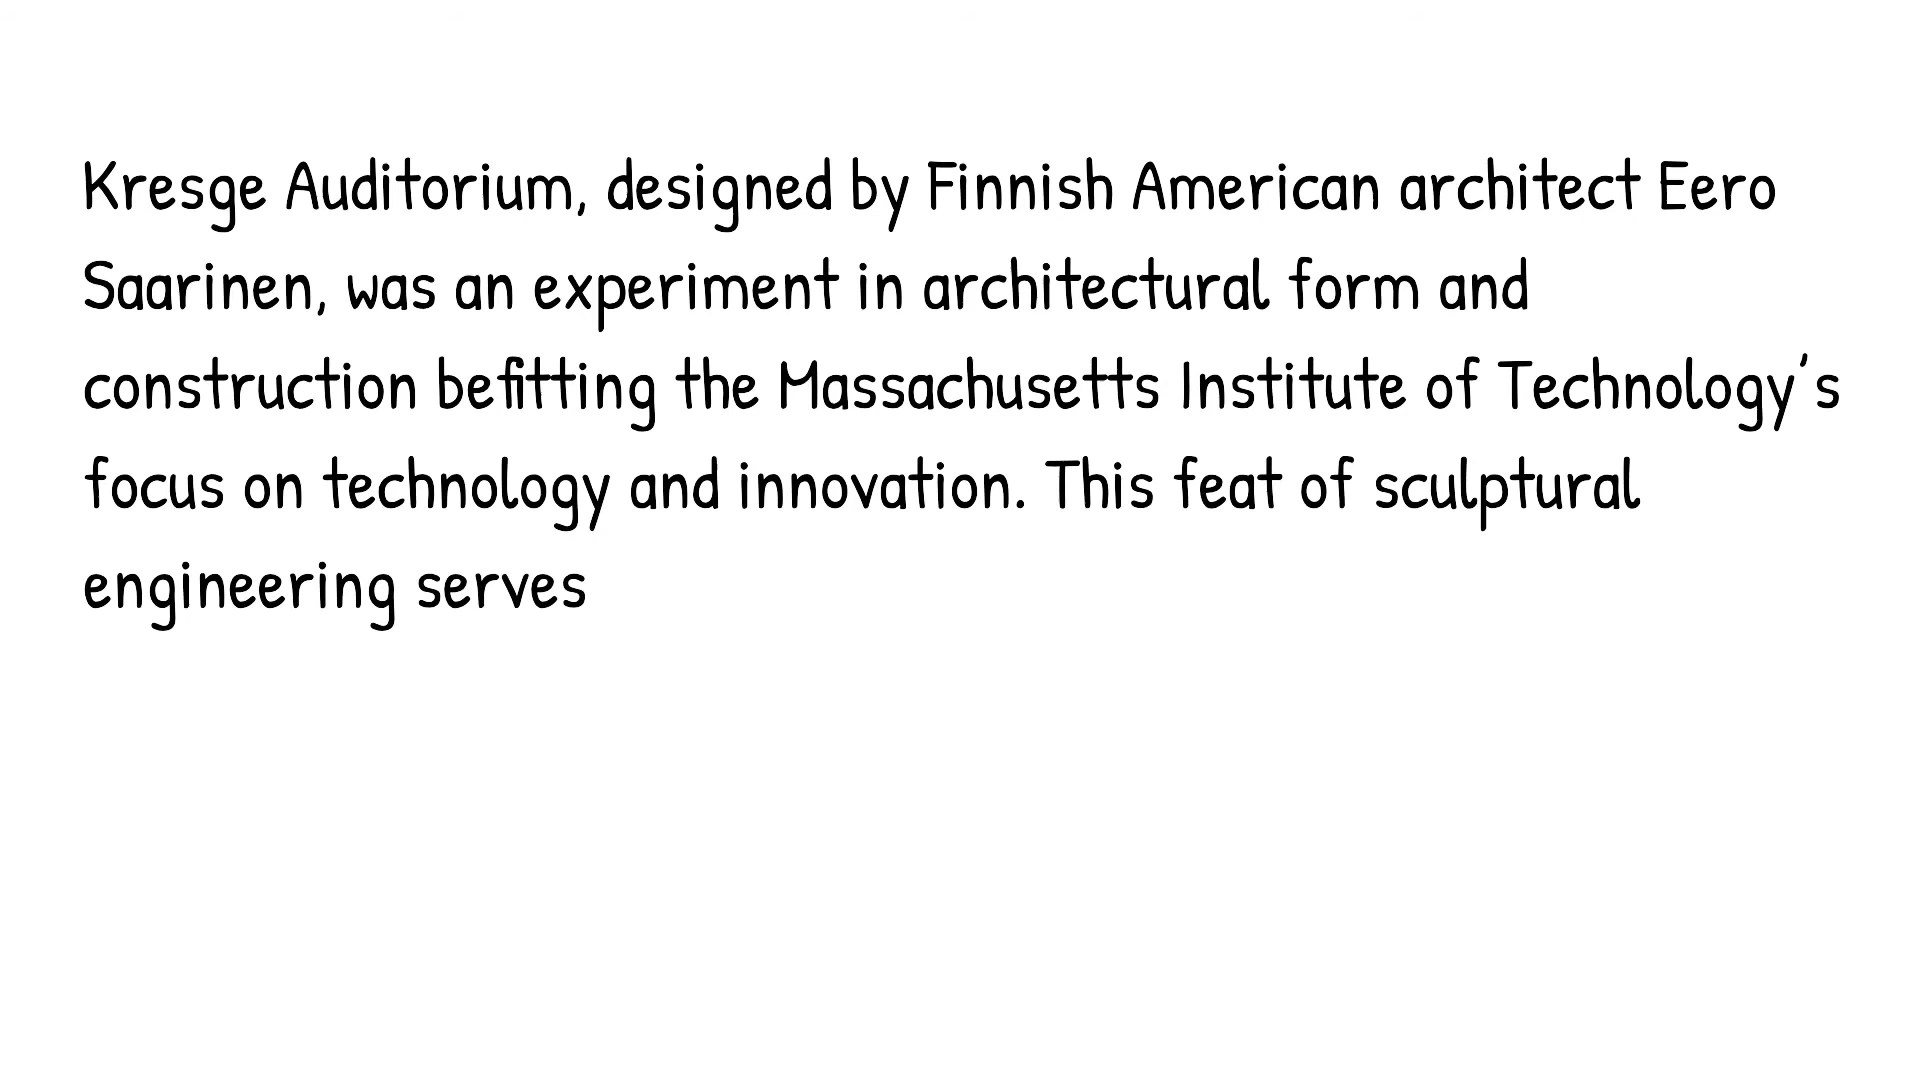 Kresge Auditorium, designed by Finnish American architect Eero
Saarinen, was an experiment in architectural form and
construction befitting the Massachusetts Institute of Technology's
focus on technology and innovation. This feat of sculptural
engineering serves